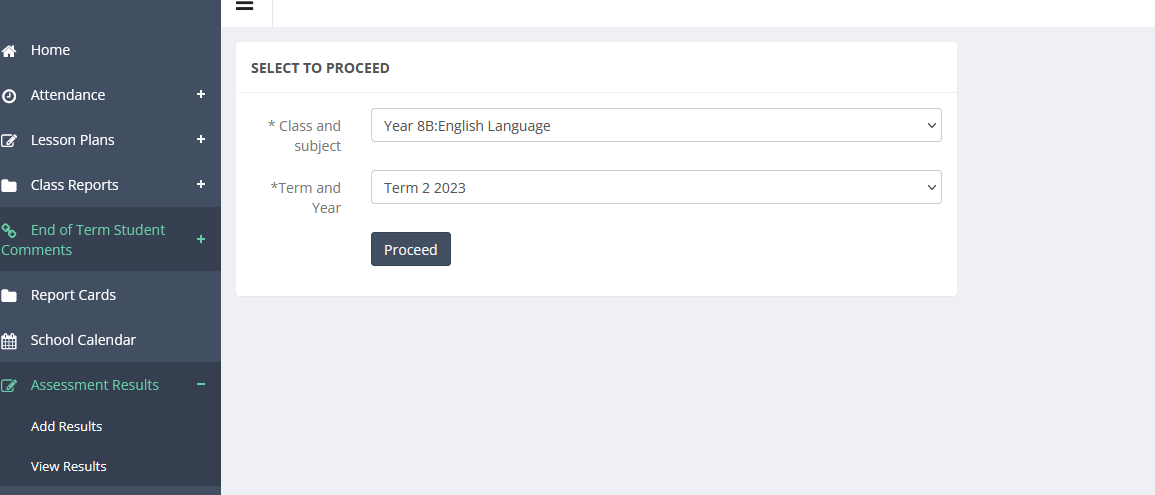 Home
Attendance
Lesson Plans
Class Reports
End of Term Student
Comments
Report Cards
School Calendar
Assessment Results
Add Results
View Results
SELECT TO PROCEED
* Class and
subject
Year 8B:English Language
*Term and
Year
Term 2 2023
Proceed